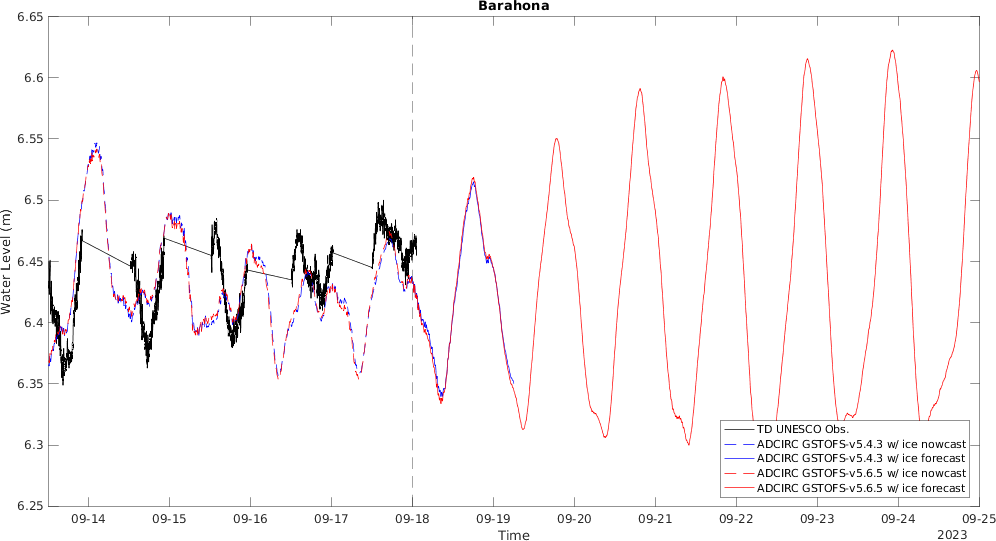 Barahona
6.65
6.6
6.55
6.5
6.45
6.4
6.35
6.3
6.25
Water Level (m)
09-14 09-15 09-16 09-17 09-18 09-19 09-20 09-21 09-22 09-23 09-24 09-25
Time
2023
TD UNESCO Obs.
ADCIRC GSTOFS-v5.4.3 w/ ice nowcast
ADCIRC GSTOFS-v5.4.3 w/ ice forecast
ADCIRC GSTOFS-v5.6.5 w/ ice nowcast
ADCIRC GSTOFS-v5.6.5 w/ ice forecast